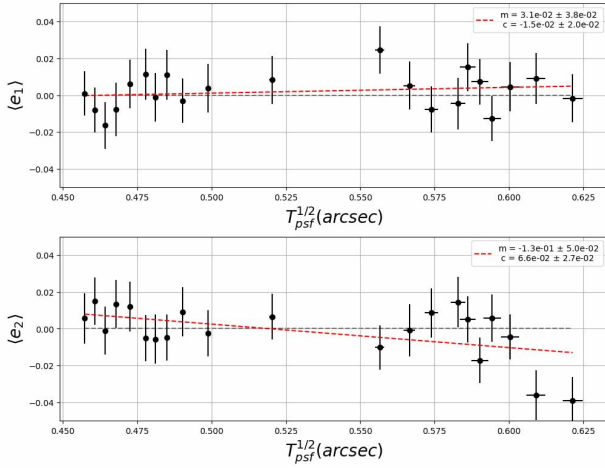 m = 3.1e-02 ± 3.8e-02
c = -1.5e-02 ± 2.0e-02
0.04
0.02
0.00
−0.02
−0.04
⟨e₁⟩
0.450 0.475 0.500 0.525 0.550 0.575 0.600 0.625
T_psf^1/2(arcsec)
m = -1.3e-01 ± 5.0e-02
c = 6.6e-02 ± 2.7e-02
0.04
0.02
0.00
−0.02
−0.04
⟨e₂⟩
0.450 0.475 0.500 0.525 0.550 0.575 0.600 0.625
T_psf^1/2(arcsec)